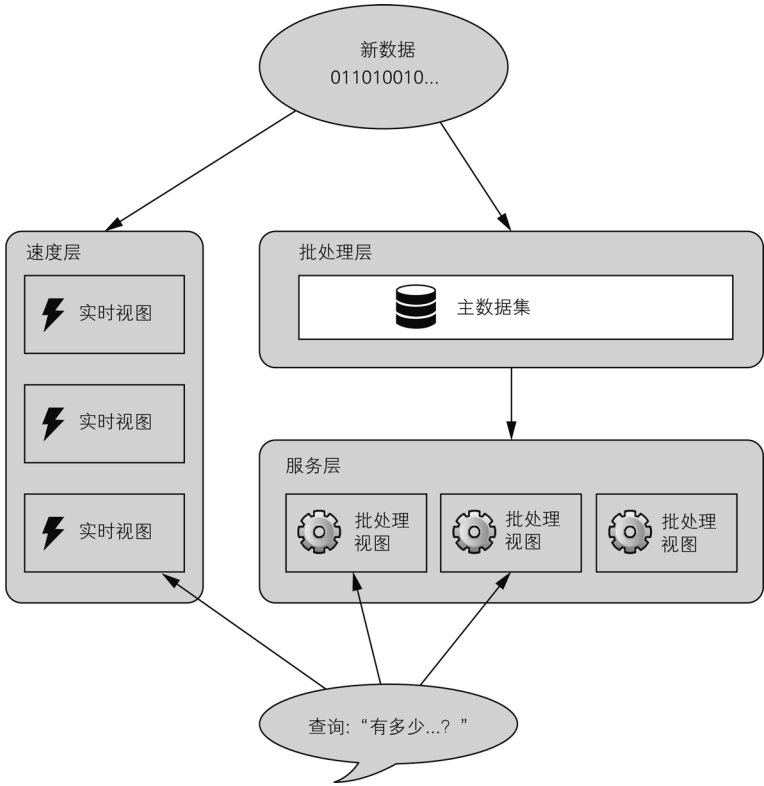 新数据
011010010...
速度层
实时视图
实时视图
实时视图
批处理层
主数据集
服务层
批处理
视图
批处理
视图
批处理
视图
查询:“有多少...?”